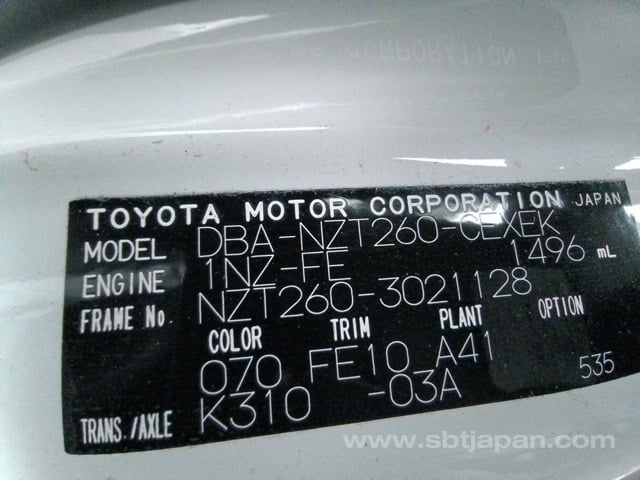 TOYOTA MOTOR CORPORATION JAPAN
MODEL DBA-NZT260-CEXEK
ENGINE 1NZ-FE 1496 mL
FRAME No. NZT260-3021128
COLOR TRIM PLANT OPTION
070 FE10 A41
TRANS./AXLE K310 -03A 535
www.sbtjapan.com